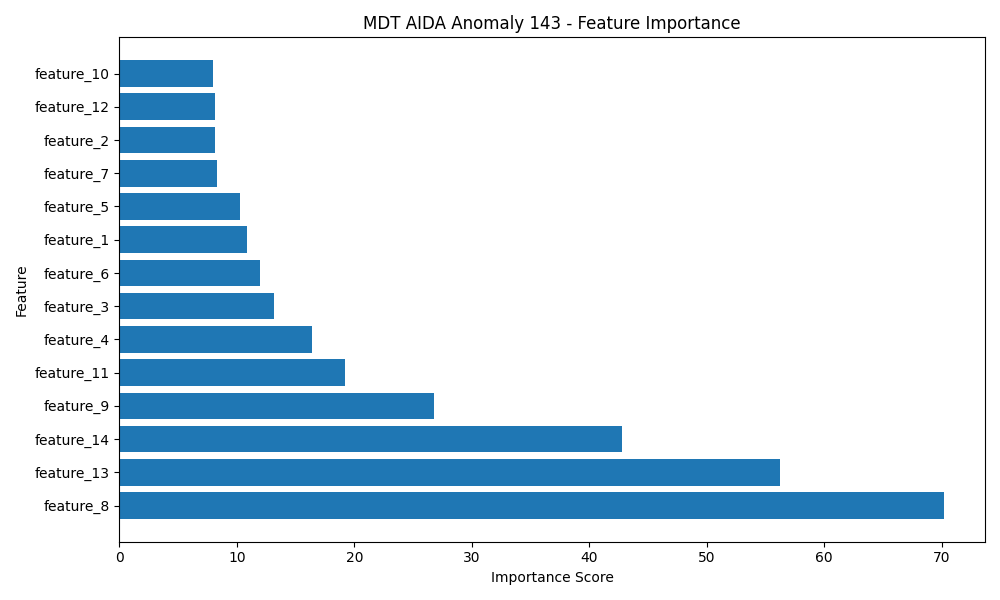 MDT AIDA Anomaly 143 - Feature Importance
feature_10
feature_12
feature_2
feature_7
feature_5
feature_1
feature_6
feature_3
feature_4
feature_11
feature_9
feature_14
feature_13
feature_8
Feature
0 10 20 30 40 50 60 70
Importance Score